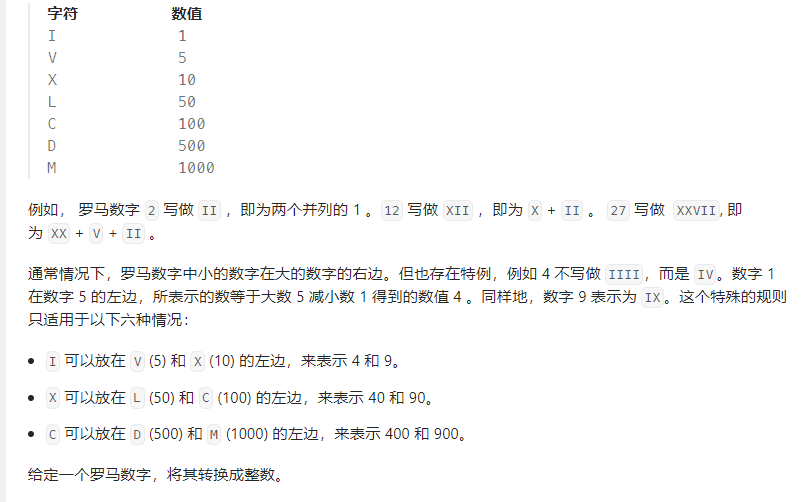 字符 数值
I 1
V 5
X 10
L 50
C 100
D 500
M 1000
例如， 罗马数字 2 写做 II ，即为两个并列的 1 。12 写做 XII ，即为 X + II 。 27 写做 XXVII, 即
为 XX + V + II 。
通常情况下，罗马数字中小的数字在大的数字的右边。但也存在特例，例如 4 不写做 IIII，而是 IV。数字 1
在数字 5 的左边，所表示的数等于大数 5 减小数 1 得到的数值 4 。同样地，数字 9 表示为 IX。这个特殊的规则
只适用于以下六种情况：
• I 可以放在 V (5) 和 X (10) 的左边，来表示 4 和 9。
• X 可以放在 L (50) 和 C (100) 的左边，来表示 40 和 90。
• C 可以放在 D (500) 和 M (1000) 的左边，来表示 400 和 900。
给定一个罗马数字，将其转换成整数。